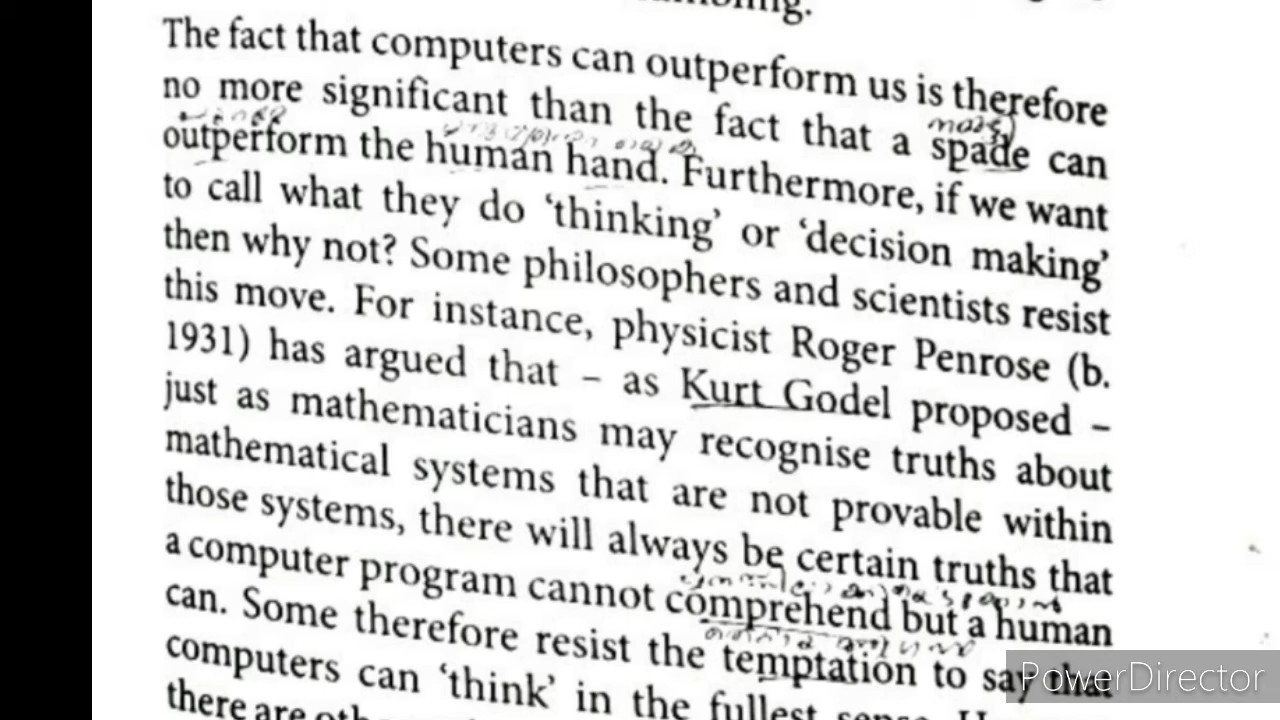 The fact that computers can outperform us is therefore
no more significant than the fact that a spade can
outperform the human hand. Furthermore, if we want
to call what they do ‘thinking’ or ‘decision making’
then why not? Some philosophers and scientists resist
this move. For instance, physicist Roger Penrose (b.
1931) has argued that – as Kurt Godel proposed –
just as mathematicians may recognise truths about
mathematical systems that are not provable within
those systems, there will always be certain truths that
a computer program cannot comprehend but a human
can. Some therefore resist the temptation to say that
computers can ‘think’ in the fullest sense.
there are
PowerDirector